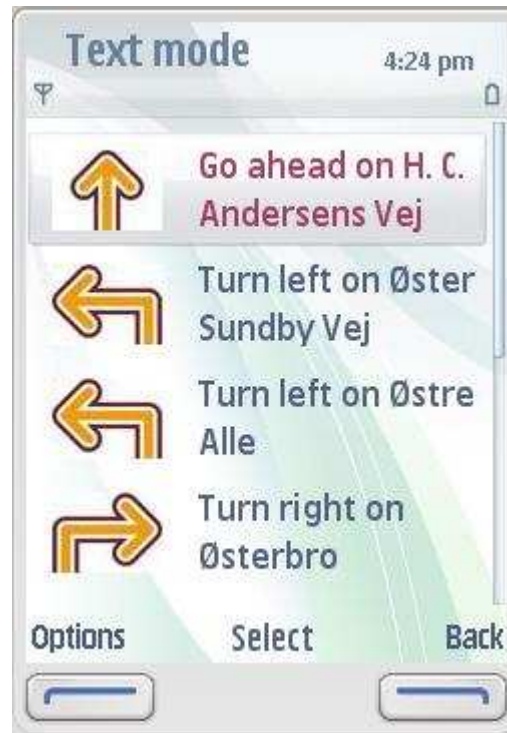 Text mode
4:24 pm
Go ahead on H. C.
Andersens Vej
Turn left on Øster
Sundby Vej
Turn left on Østre
Alle
Turn right on
Østerbro
Options Select Back